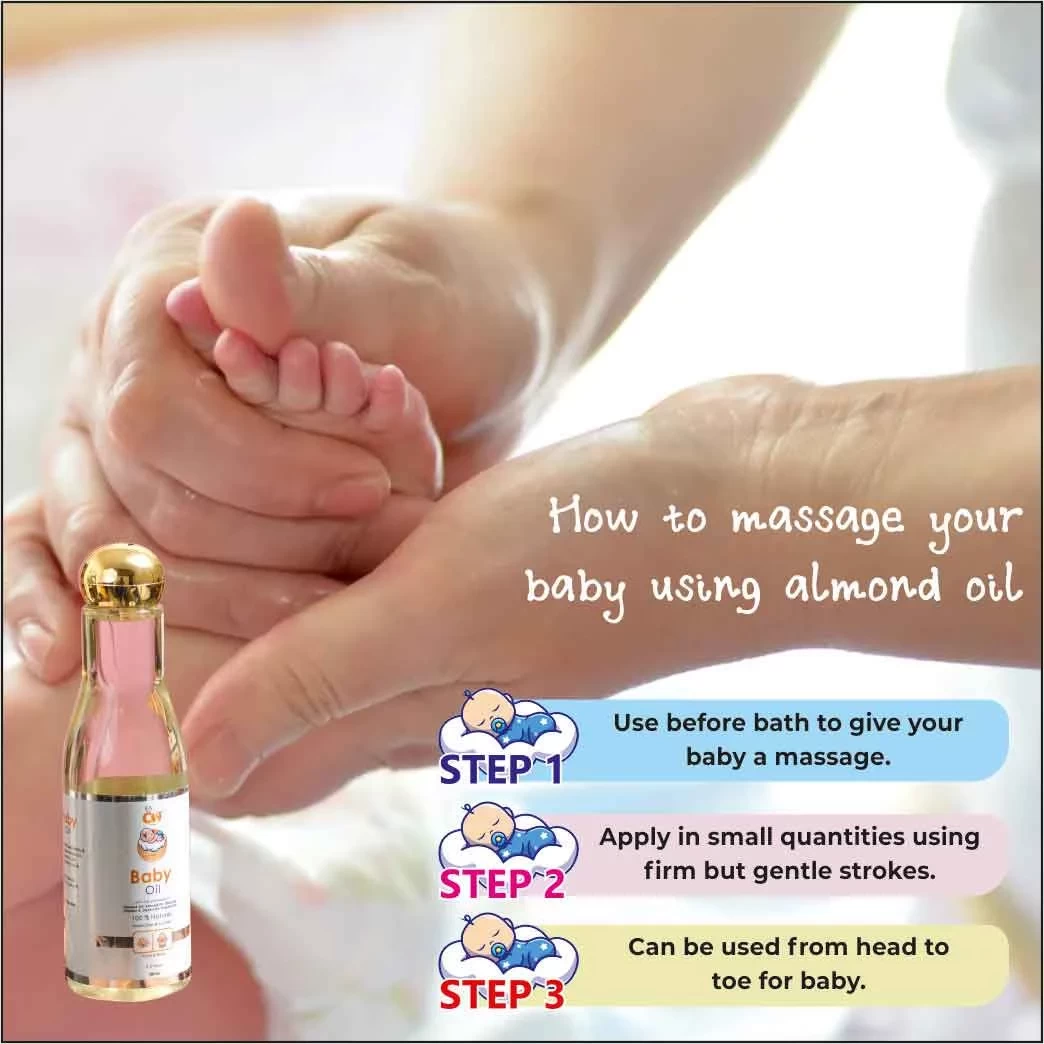 How to massage your
baby using almond oil
STEP 1
Use before bath to give your
baby a massage.
STEP 2
Apply in small quantities using
firm but gentle strokes.
STEP 3
Can be used from head to
toe for baby.
Baby
Oil
100 % Natural